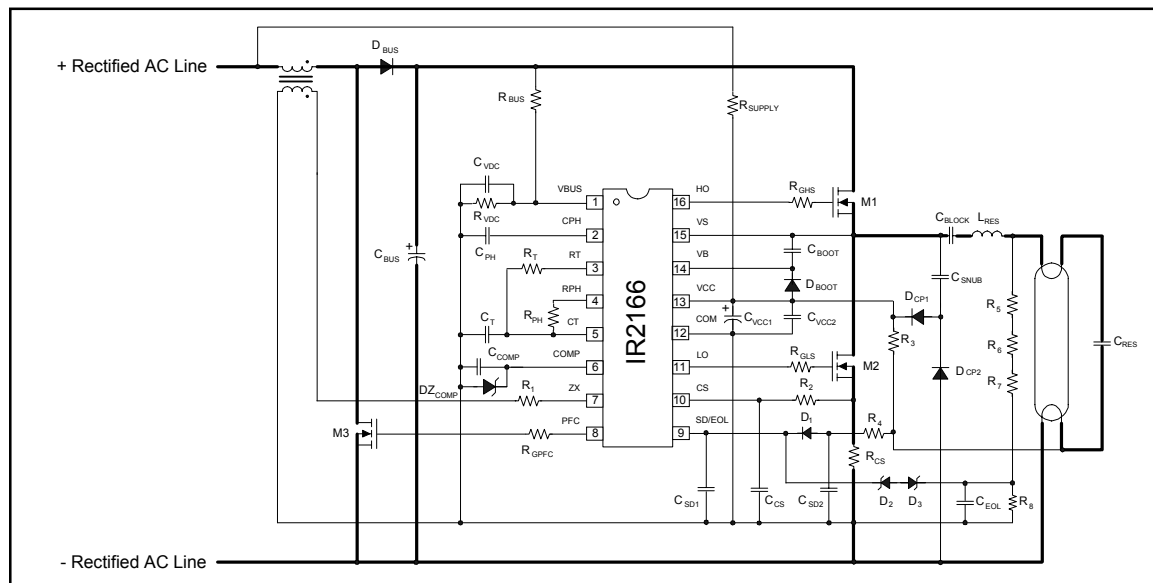 D BUS
+ Rectified AC Line
R BUS
R SUPPLY
C VDC
VBUS
HO
R GHS
1
16
M1
R VDC
CPH
VS
C BLOCK
L RES
2
15
C PH
C BOOT
+
C BUS
R T
RT
VB
C SNUB
3
14
D BOOT
RPH
VCC
D CP1
R 5
4
13
R PH
+
C T
CT
COM
C VCC1
C VCC2
R 3
5
12
R 6
C RES
C COMP
COMP
LO
R GLS
M2
6
11
R 7
D CP2
DZ COMP
R 1
ZX
CS
R 2
7
10
PFC
SD/EOL
D 1
R 4
M3
8
9
R GPFC
R CS
IR2166
C SD1
C CS
C SD2
D 2
D 3
C EOL
R 8
- Rectified AC Line